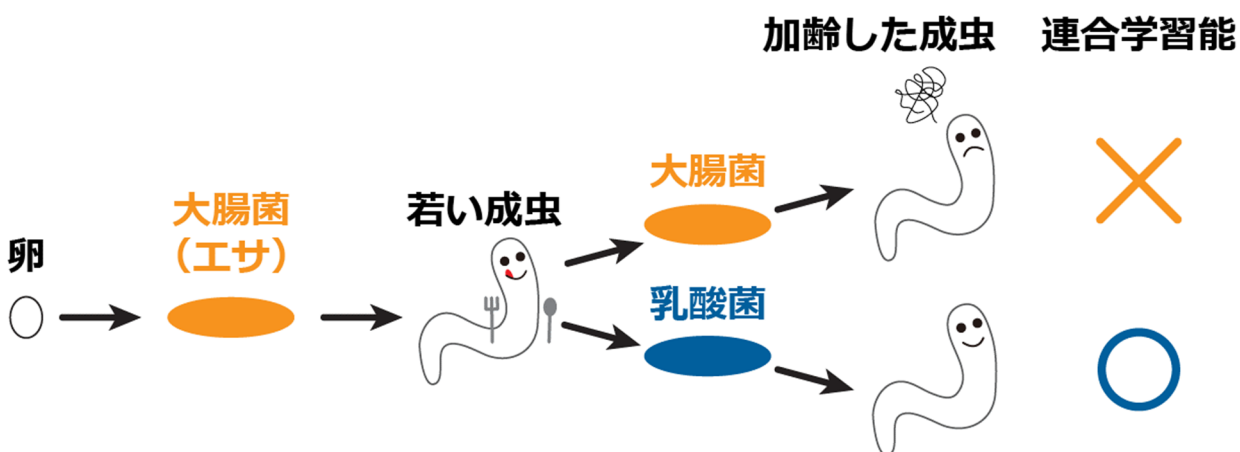 加齢した成虫
連合学習能
大腸菌
大腸菌
(エサ)
若い成虫
卵
乳酸菌